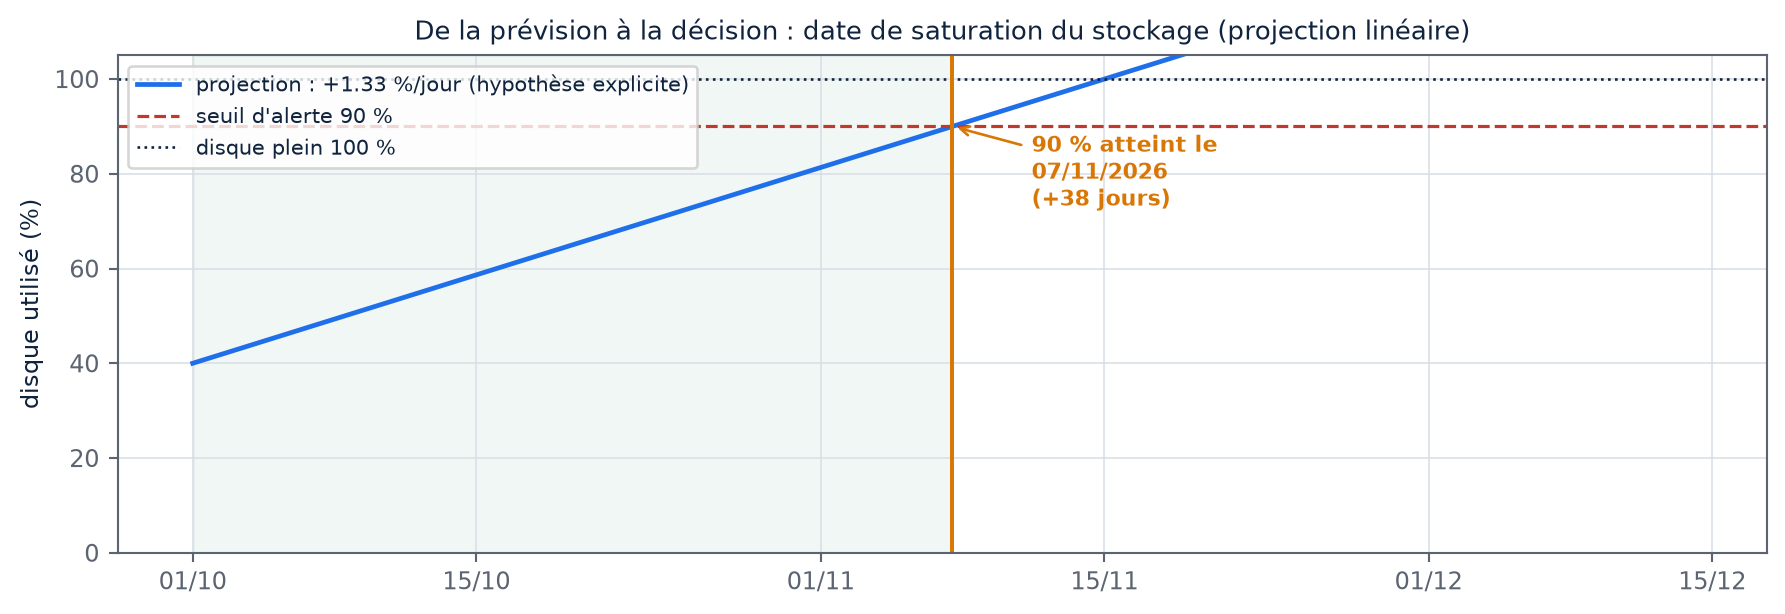 De la prévision à la décision : date de saturation du stockage (projection linéaire)
projection : +1.33 %/jour (hypothèse explicite)
seuil d'alerte 90 %
disque plein 100 %
90 % atteint le
07/11/2026
(+38 jours)
disque utilisé (%)
100
80
60
40
20
0
01/10
15/10
01/11
15/11
01/12
15/12